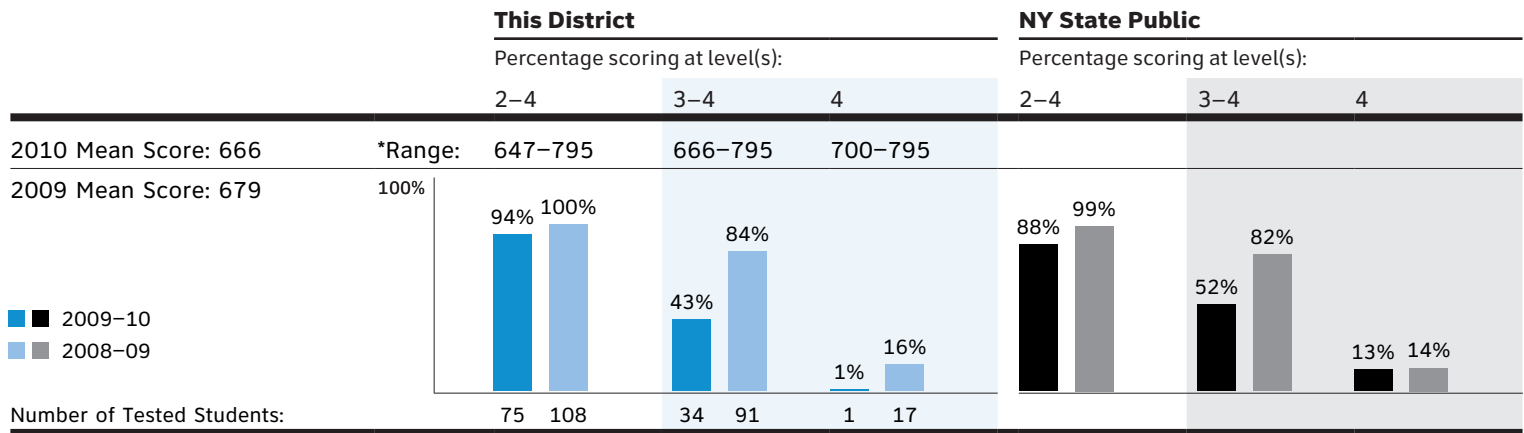 This District NY State Public
Percentage scoring at level(s): Percentage scoring at level(s):
2–4 3–4 4 2–4 3–4 4
2010 Mean Score: 666 *Range: 647–795 666–795 700–795
2009 Mean Score: 679 100%
94% 100% 84% 88% 99% 82%
43% 52%
1% 16% 13% 14%
2009–10
2008–09
Number of Tested Students: 75 108 34 91 1 17